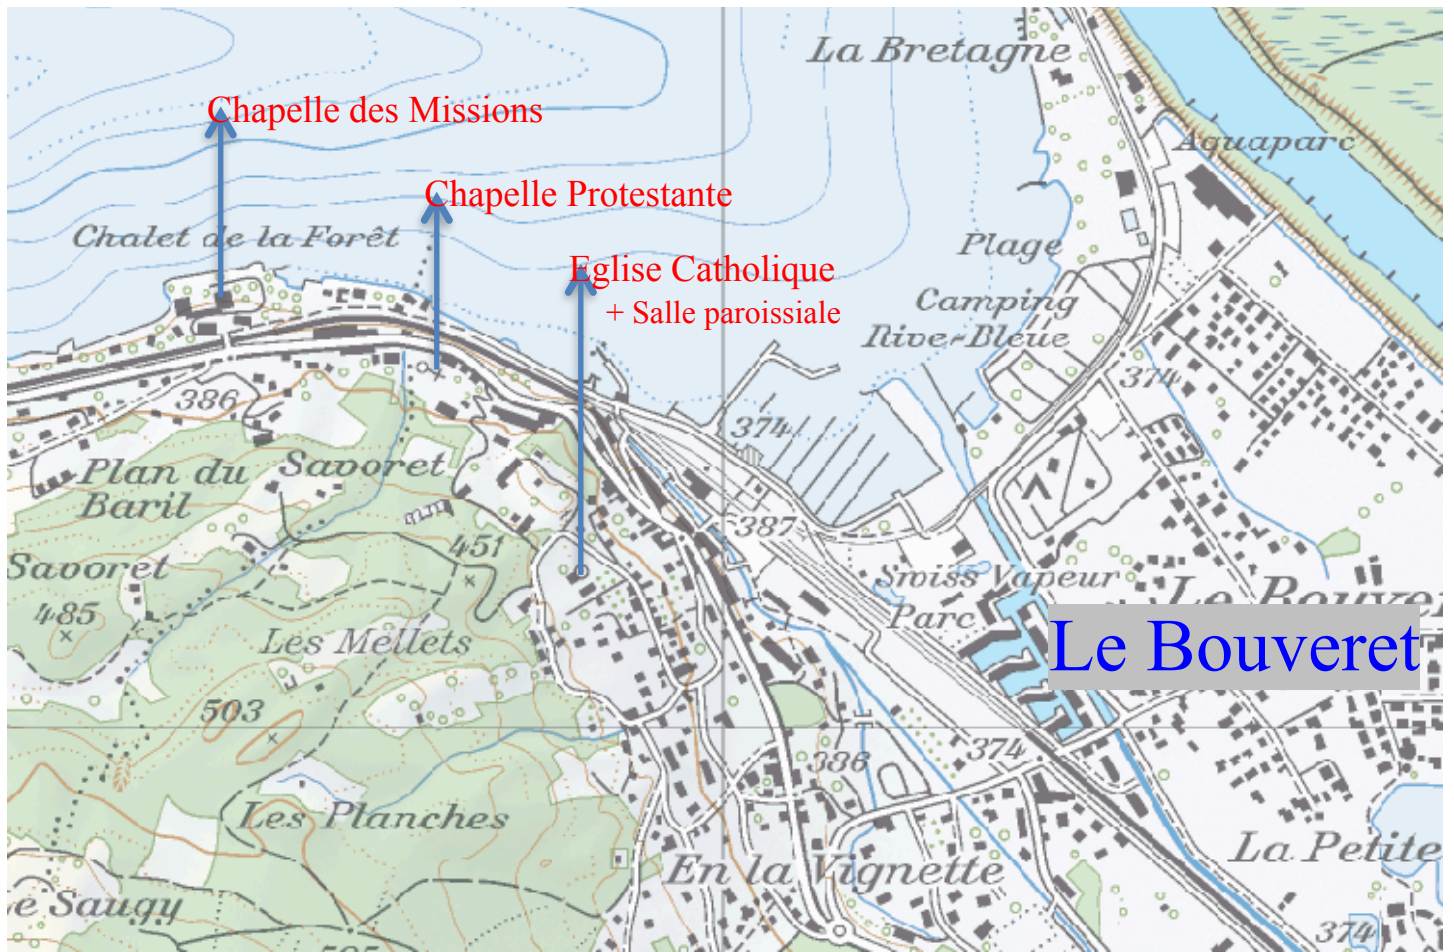 La Bretagne
Chapelle des Missions
Aquaparc
Chapelle Protestante
Chalet de la Forêt
Plage
Eglise Catholique
+ Salle paroissiale
Camping
Rive-Bleue
374
386
374
Plan du
Baril
Savoret
387
451
Savoret
485
Swiss Vapeur
Parc
Le Bouver
Les Mellets
Le Bouveret
503
374
386
Les Planches
La Petite
En la Vignette
e Saugy
374